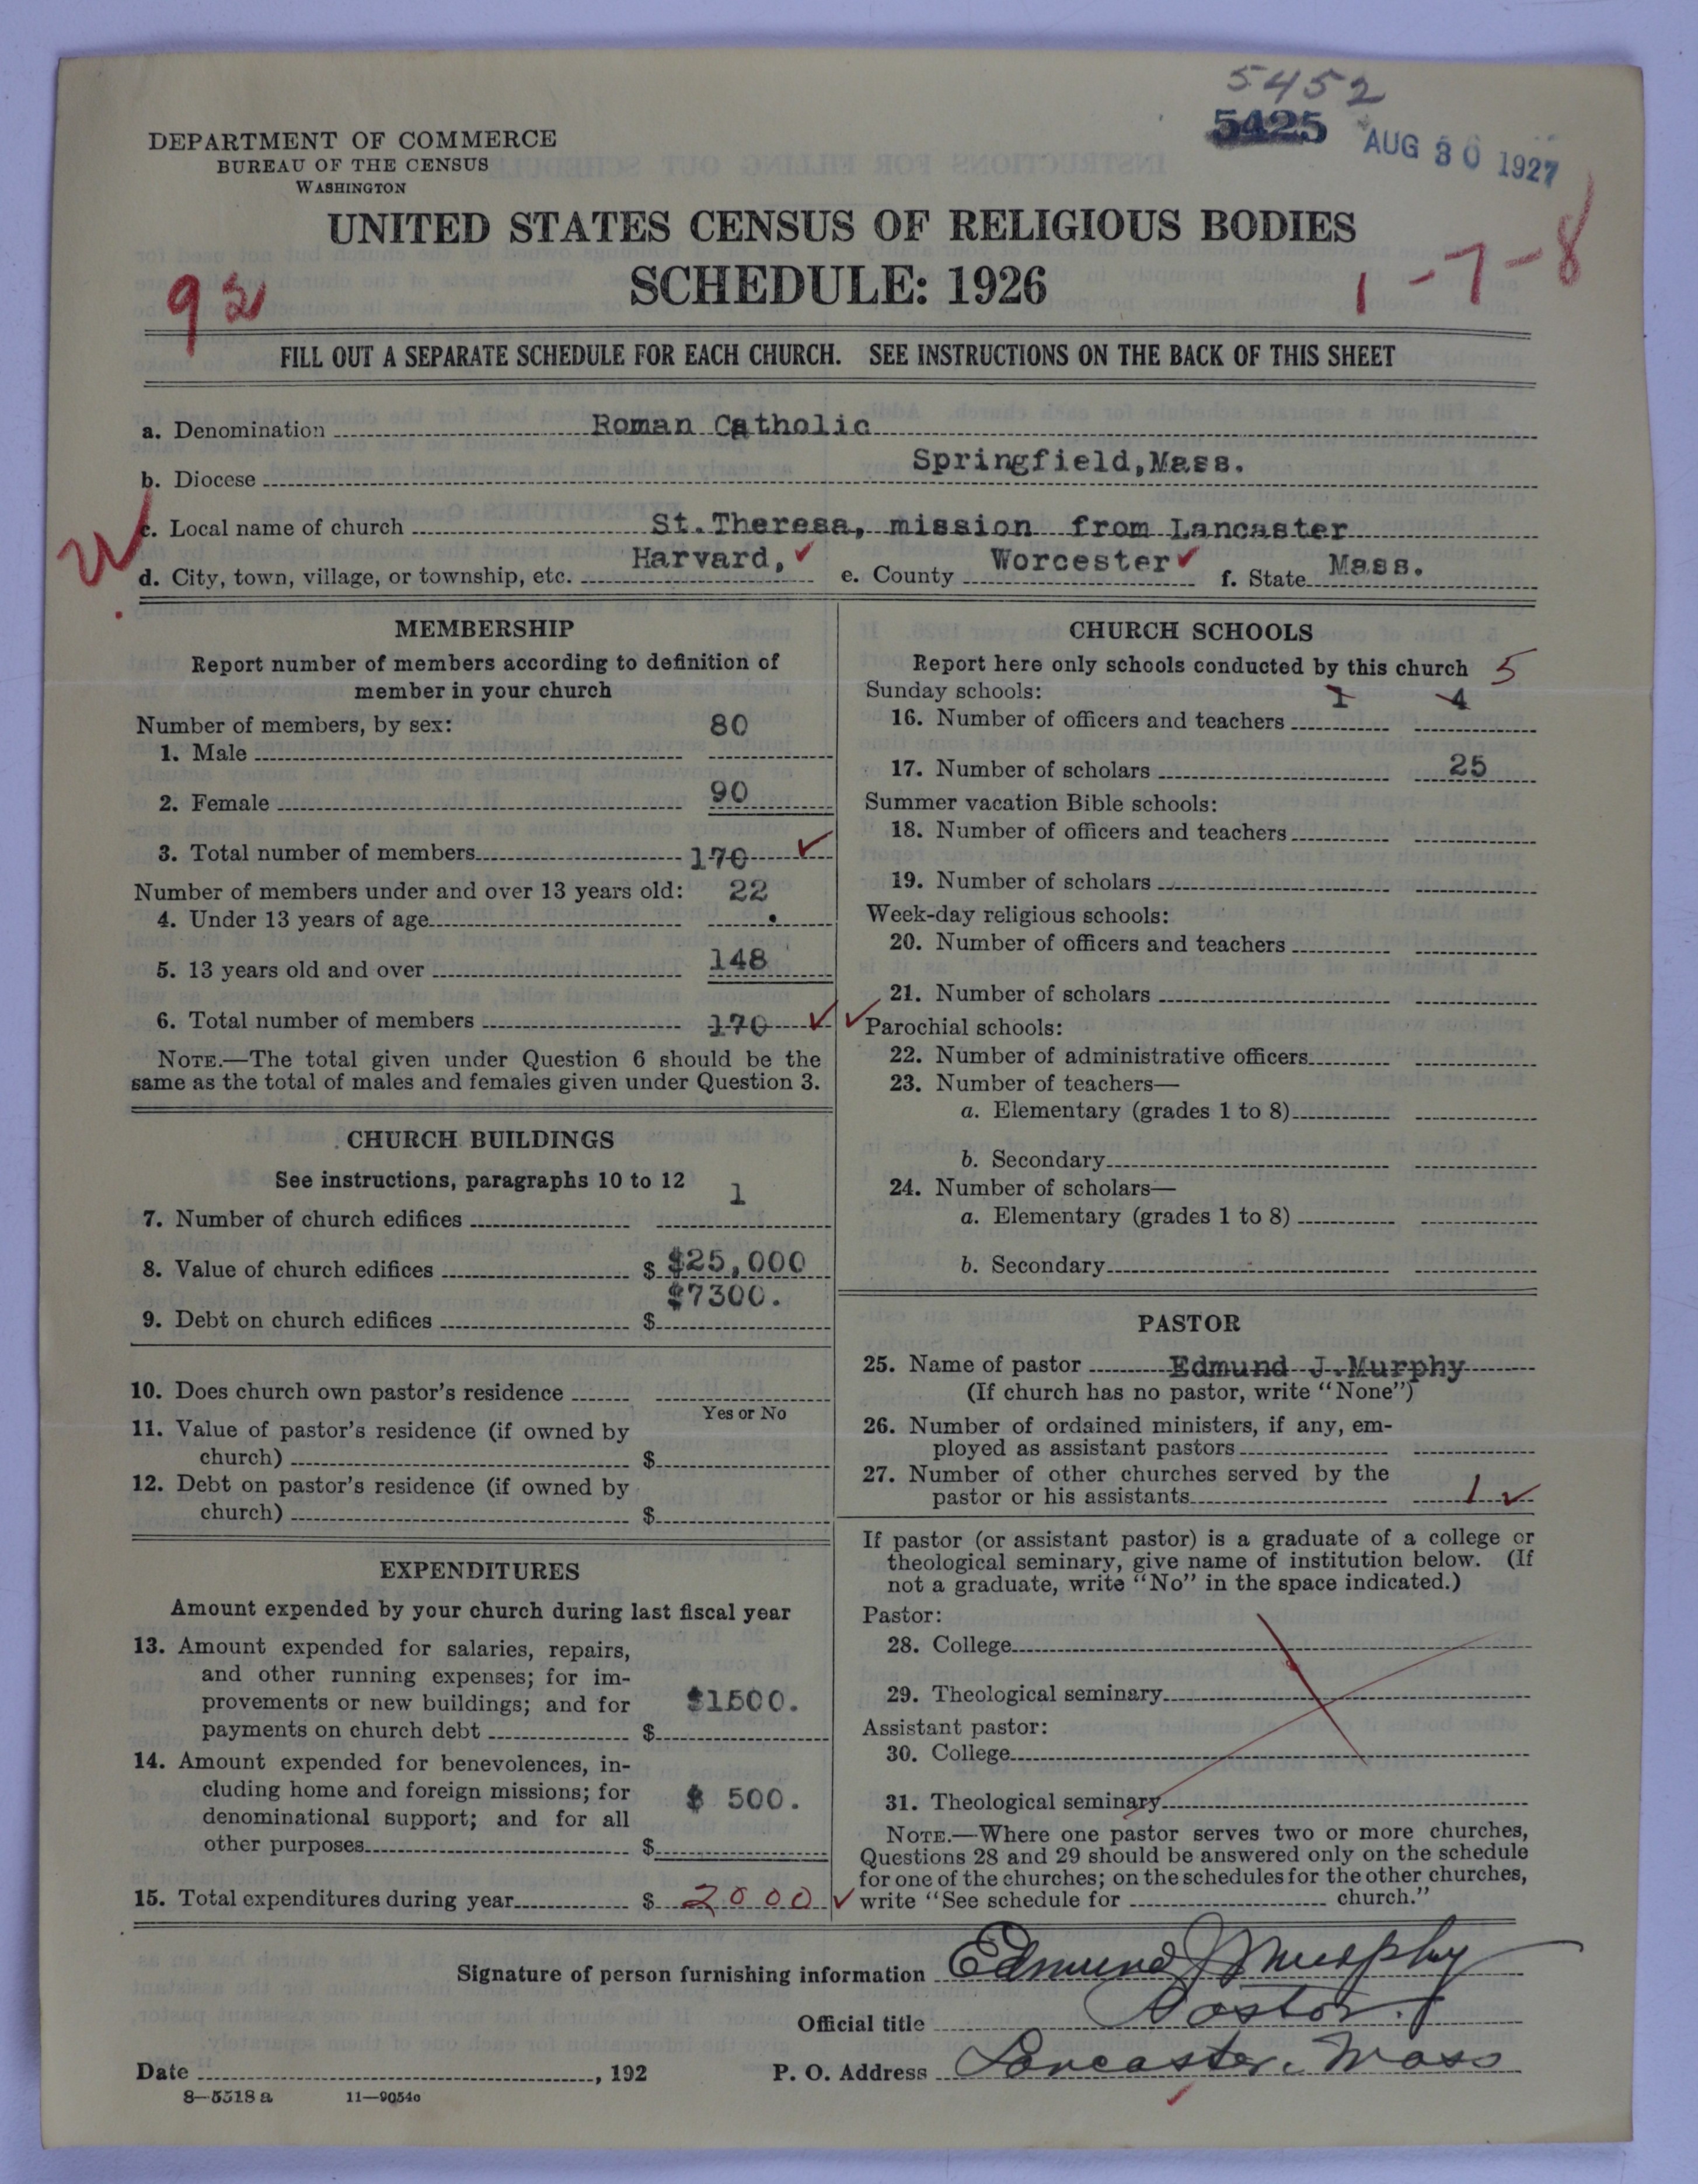 5452
5425 AUG 30 1927
DEPARTMENT OF COMMERCE
BUREAU OF THE CENSUS
WASHINGTON
UNITED STATES CENSUS OF RELIGIOUS BODIES
SCHEDULE: 1926
92
1-7-8
FILL OUT A SEPARATE SCHEDULE FOR EACH CHURCH. SEE INSTRUCTIONS ON THE BACK OF THIS SHEET
a. Denomination Roman Catholic
b. Diocese Springfield, Mass.
c. Local name of church St. Theresa, mission from Lancaster
d. City, town, village, or township, etc. Harvard, ✓ e. County Worcester ✓ f. State Mass.
MEMBERSHIP
Report number of members according to definition of
member in your church
Number of members, by sex:
1. Male 80
2. Female 90
3. Total number of members 170 ✓
Number of members under and over 13 years old:
4. Under 13 years of age 22
5. 13 years old and over 148
6. Total number of members 170 ✓
NOTE.—The total given under Question 6 should be the
same as the total of males and females given under Question 3.
CHURCH BUILDINGS
See instructions, paragraphs 10 to 12
7. Number of church edifices 1
8. Value of church edifices $ $25,000
9. Debt on church edifices $ $7300.
10. Does church own pastor's residence
Yes or No
11. Value of pastor's residence (if owned by
church) $
12. Debt on pastor's residence (if owned by
church) $
EXPENDITURES
Amount expended by your church during last fiscal year
13. Amount expended for salaries, repairs,
and other running expenses; for im-
provements or new buildings; and for
payments on church debt $ $1500.
14. Amount expended for benevolences, in-
cluding home and foreign missions; for
denominational support; and for all
other purposes $ $ 500.
15. Total expenditures during year $ 2000 ✓
CHURCH SCHOOLS
Report here only schools conducted by this church
Sunday schools: 5
16. Number of officers and teachers 1 4
17. Number of scholars 25
Summer vacation Bible schools:
18. Number of officers and teachers
19. Number of scholars
Week-day religious schools:
20. Number of officers and teachers
21. Number of scholars
✓ Parochial schools:
22. Number of administrative officers
23. Number of teachers—
a. Elementary (grades 1 to 8)
b. Secondary
24. Number of scholars—
a. Elementary (grades 1 to 8)
b. Secondary
PASTOR
25. Name of pastor Edmund J. Murphy
(If church has no pastor, write "None")
26. Number of ordained ministers, if any, em-
ployed as assistant pastors
27. Number of other churches served by the
pastor or his assistants 1 ✓
If pastor (or assistant pastor) is a graduate of a college or
theological seminary, give name of institution below. (If
not a graduate, write "No" in the space indicated.)
Pastor:
28. College
29. Theological seminary
Assistant pastor:
30. College
31. Theological seminary
NOTE.—Where one pastor serves two or more churches,
Questions 28 and 29 should be answered only on the schedule
for one of the churches; on the schedules for the other churches,
write "See schedule for church."
Signature of person furnishing information Edmund J Murphy
Official title Pastor.
Date , 192 P. O. Address Lancaster. Mass
8—5518a 11—9054c